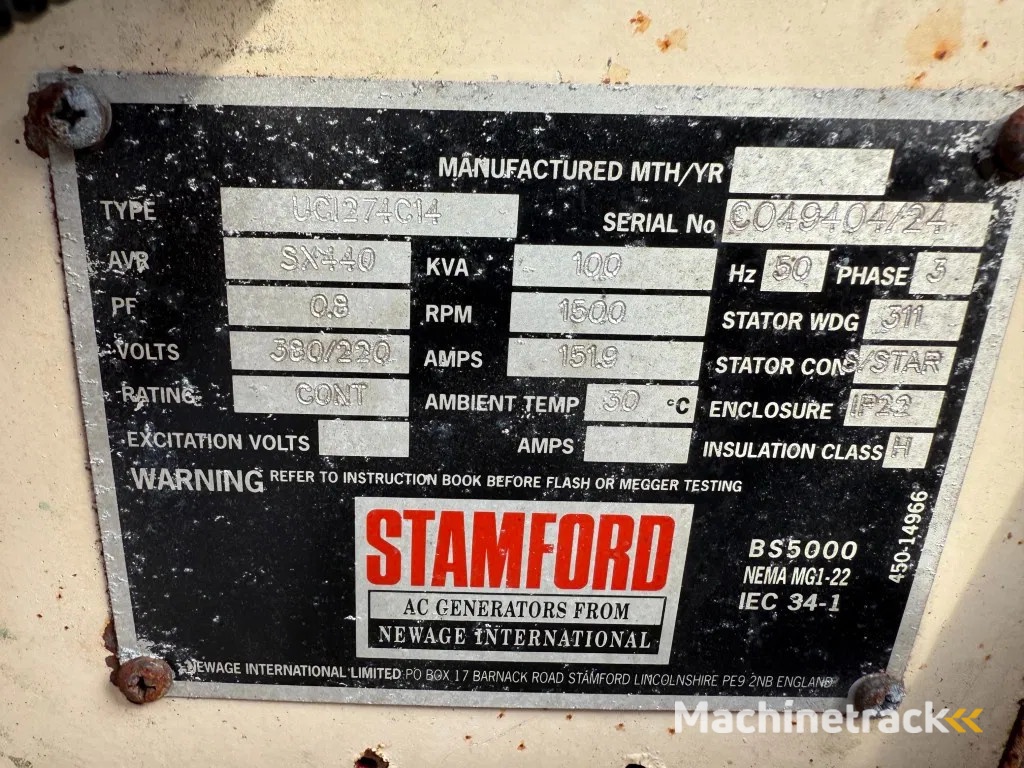 MANUFACTURED MTH/YR
TYPE UCI274C14 SERIAL No C049404/24
AVR SX440 KVA 100 Hz 50 PHASE 3
PF 0.8 RPM 1500 STATOR WDG 311
VOLTS 380/220 AMPS 151.9 STATOR CON S/STAR
RATING CONT AMBIENT TEMP 30 °C ENCLOSURE IP22
EXCITATION VOLTS AMPS INSULATION CLASS H
WARNING REFER TO INSTRUCTION BOOK BEFORE FLASH OR MEGGER TESTING
STAMFORD
AC GENERATORS FROM
NEWAGE INTERNATIONAL
BS5000
NEMA MG1-22
IEC 34-1
450-14966
NEWAGE INTERNATIONAL LIMITED PO BOX 17 BARNACK ROAD STAMFORD LINCOLNSHIRE PE9 2NB ENGLAND
Machinetrack